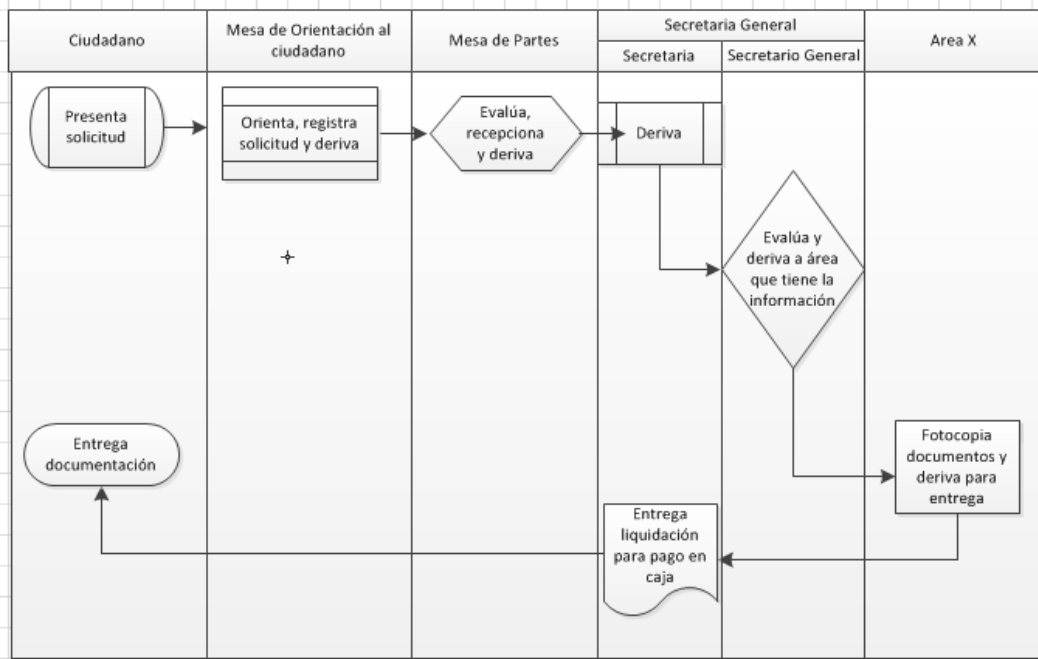 Ciudadano
Mesa de Orientación al
ciudadano
Mesa de Partes
Secretaria General
Secretaria
Secretario General
Area X
Presenta
solicitud
Orienta, registra
solicitud y deriva
Evalúa,
recepciona
y deriva
Deriva
Evalúa y
deriva a área
que tiene la
información
Fotocopia
documentos y
deriva para
entrega
Entrega
liquidación
para pago en
caja
Entrega
documentación